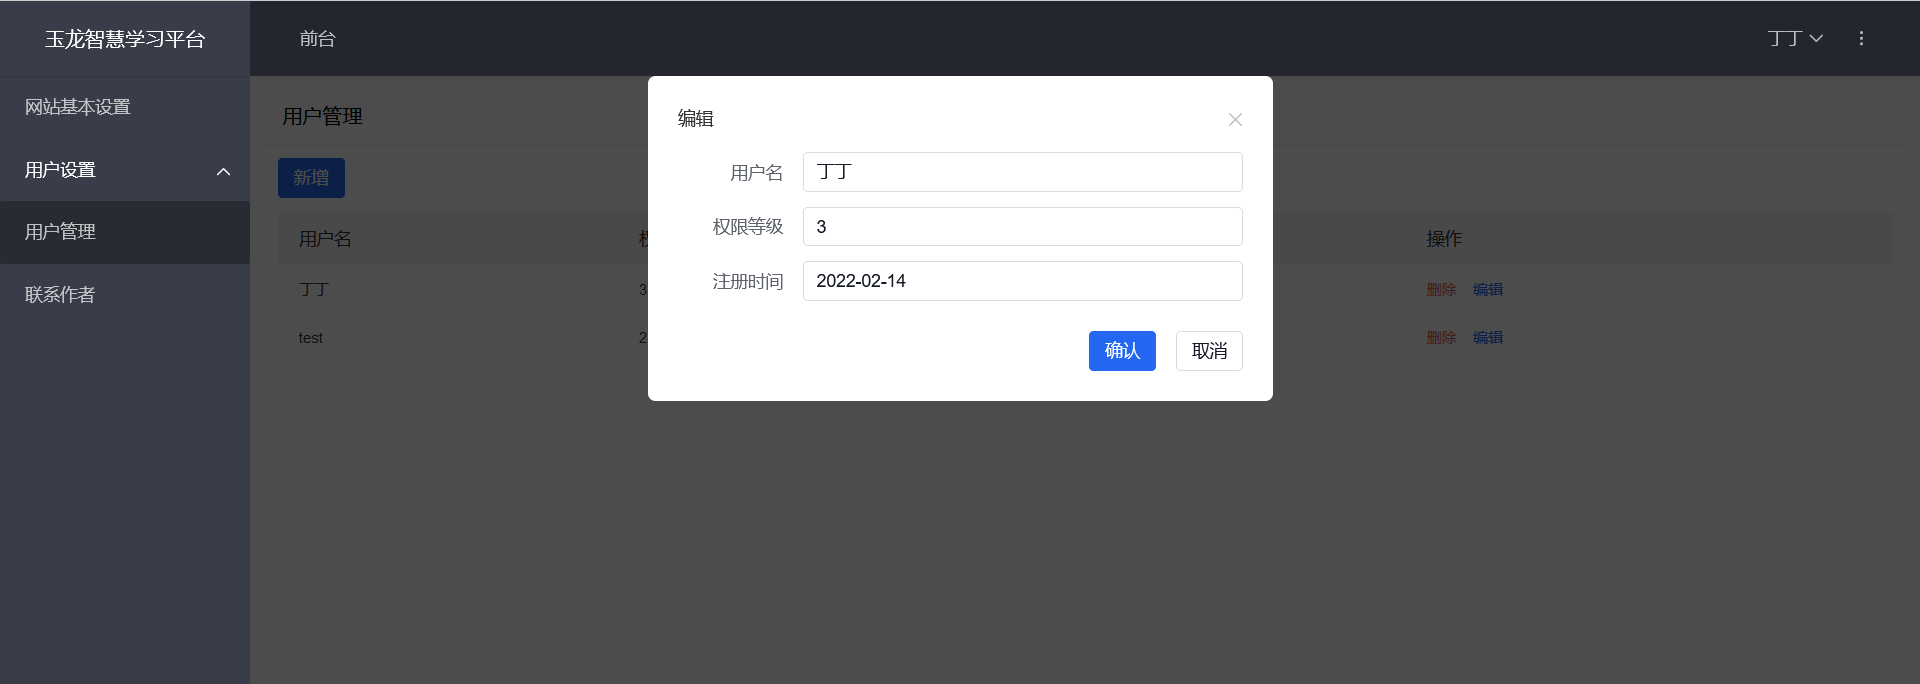 玉龙智慧学习平台
前台
丁丁
网站基本设置
用户设置
用户管理
联系作者
用户管理
新增
用户名
操作
丁丁
3
删除 编辑
test
2
删除 编辑
编辑
用户名
丁丁
权限等级
3
注册时间
2022-02-14
确认
取消